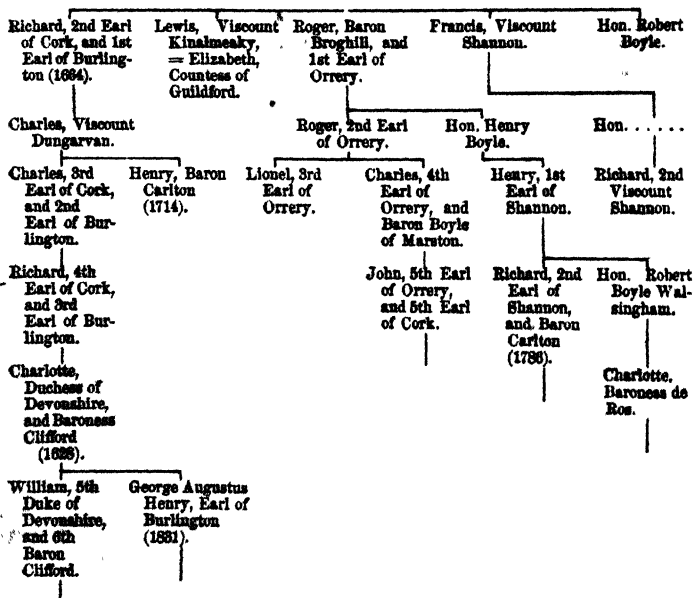 Richard, 2nd Earl
of Cork, and 1st
Earl of Burling-
ton (1664).
Lewis, Viscount
Kinalmeaky,
= Elizabeth,
Countess of
Guildford.
Roger, Baron
Broghill, and
1st Earl of
Orrery.
Francis, Viscount
Shannon.
Hon. Robert
Boyle.
Charles, Viscount
Dungarvan.
Roger, 2nd Earl
of Orrery.
Hon. Henry
Boyle.
Hon. . . . . . .
Charles, 3rd
Earl of Cork,
and 2nd
Earl of Bur-
lington.
Henry, Baron
Carlton
(1714).
Lionel, 3rd
Earl of
Orrery.
Charles, 4th
Earl of
Orrery, and
Baron Boyle
of Marston.
Henry, 1st
Earl of
Shannon.
Richard, 2nd
Viscount
Shannon.
Richard, 4th
Earl of Cork,
and 3rd
Earl of Bur-
lington.
John, 5th Earl
of Orrery,
and 5th Earl
of Cork.
Richard, 2nd
Earl of
Shannon,
and Baron
Carlton
(1786).
Hon. Robert
Boyle Wal-
singham.
Charlotte,
Duchess of
Devonshire,
and Baroness
Clifford
(1628).
Charlotte,
Baroness de
Ros.
William, 5th
Duke of
Devonshire,
and 6th
Baron
Clifford.
George Augustus
Henry, Earl of
Burlington
(1831).